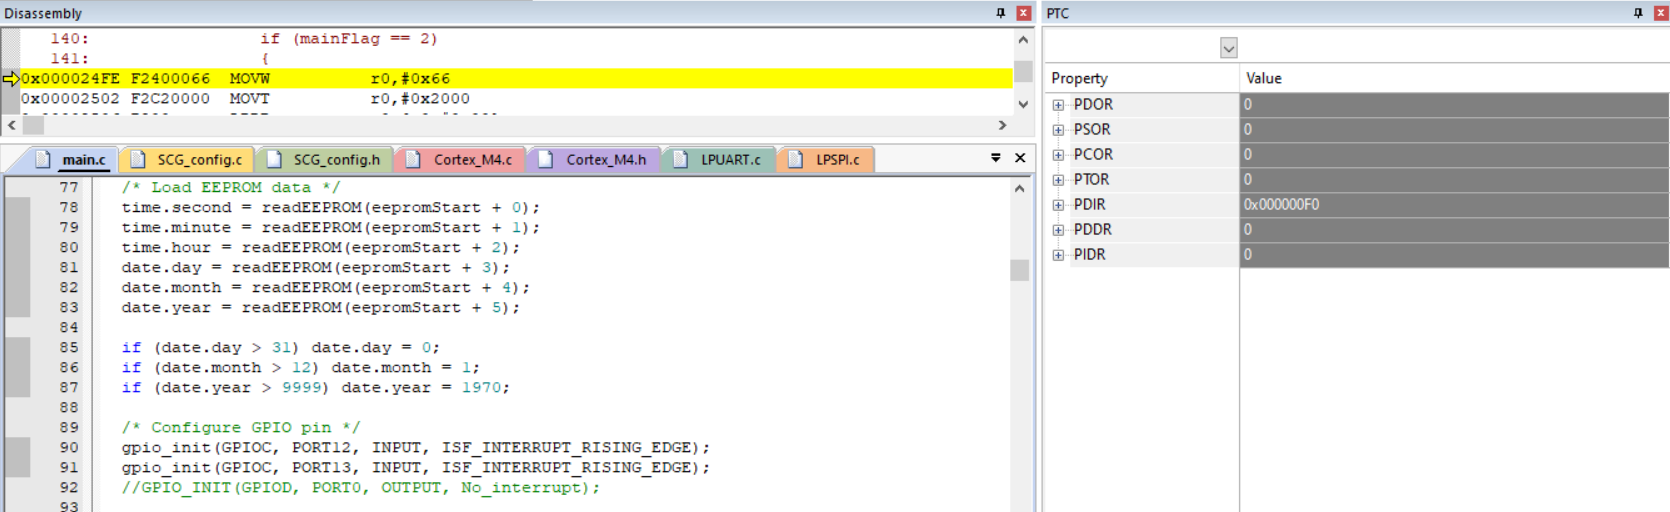 Disassembly
140: if (mainFlag == 2)
141: {
0x000024FE F2400066 MOVW r0,#0x66
0x00002502 F2C20000 MOVT r0,#0x2000
main.c SCG_config.c SCG_config.h Cortex_M4.c Cortex_M4.h LPUART.c LPSPI.c
77 /* Load EEPROM data */
78 time.second = readEEPROM(eepromStart + 0);
79 time.minute = readEEPROM(eepromStart + 1);
80 time.hour = readEEPROM(eepromStart + 2);
81 date.day = readEEPROM(eepromStart + 3);
82 date.month = readEEPROM(eepromStart + 4);
83 date.year = readEEPROM(eepromStart + 5);
84
85 if (date.day > 31) date.day = 0;
86 if (date.month > 12) date.month = 1;
87 if (date.year > 9999) date.year = 1970;
88
89 /* Configure GPIO pin */
90 gpio_init(GPIOC, PORT12, INPUT, ISF_INTERRUPT_RISING_EDGE);
91 gpio_init(GPIOC, PORT13, INPUT, ISF_INTERRUPT_RISING_EDGE);
92 //GPIO_INIT(GPIOD, PORT0, OUTPUT, No_interrupt);
93
PTC
Property Value
PDOR 0
PSOR 0
PCOR 0
PTOR 0
PDIR 0x000000F0
PDDR 0
PIDR 0